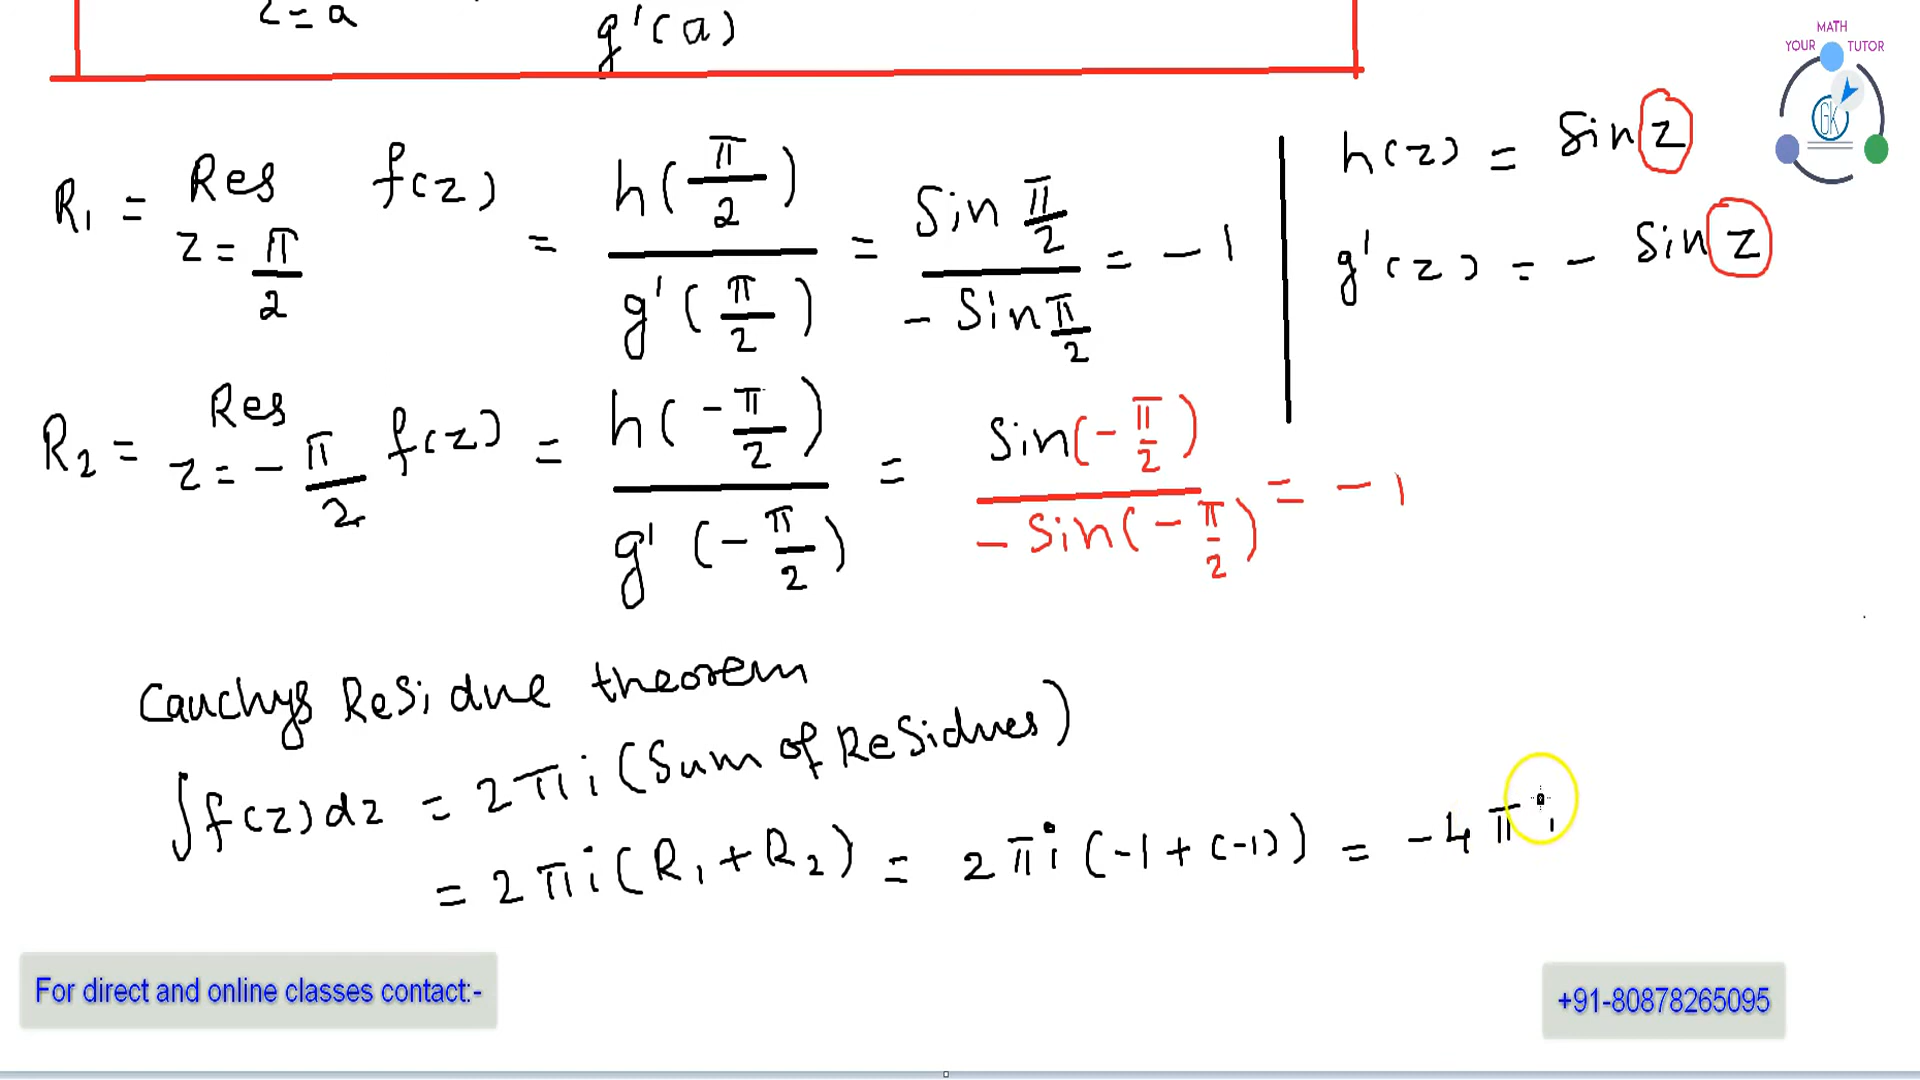 z = a
g'(a)
MATH
YOUR TUTOR
GK
R₁ = Res z = π/2 f(z) = h(π/2) / g'(π/2) = Sin π/2 / - Sin π/2 = - 1
h(z) = Sin z
g'(z) = - Sin z
R₂ = Res z = - π/2 f(z) = h(- π/2) / g'(- π/2) = Sin(- π/2) / - Sin(- π/2) = - 1
Cauchys Residue theorem
∫ f(z) dz = 2πi (Sum of Residues)
= 2πi (R₁ + R₂) = 2πi (-1 + (-1)) = -4πi
For direct and online classes contact:-
+91-80878265095